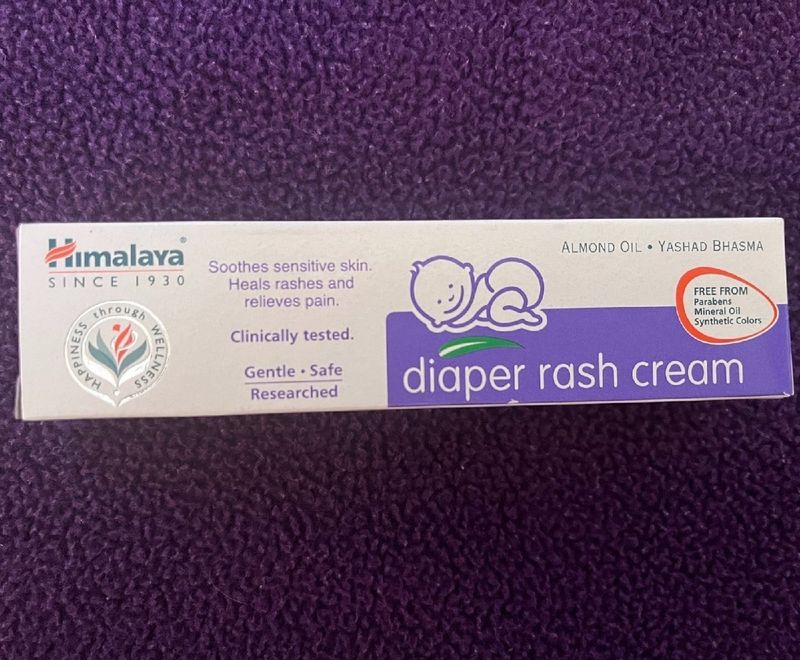 Himalaya®
SINCE 1930
HAPPINESS through WELLNESS
Soothes sensitive skin.
Heals rashes and
relieves pain.
Clinically tested.
Gentle • Safe
Researched
ALMOND OIL • YASHAD BHASMA
FREE FROM
Parabens
Mineral Oil
Synthetic Colors
diaper rash cream